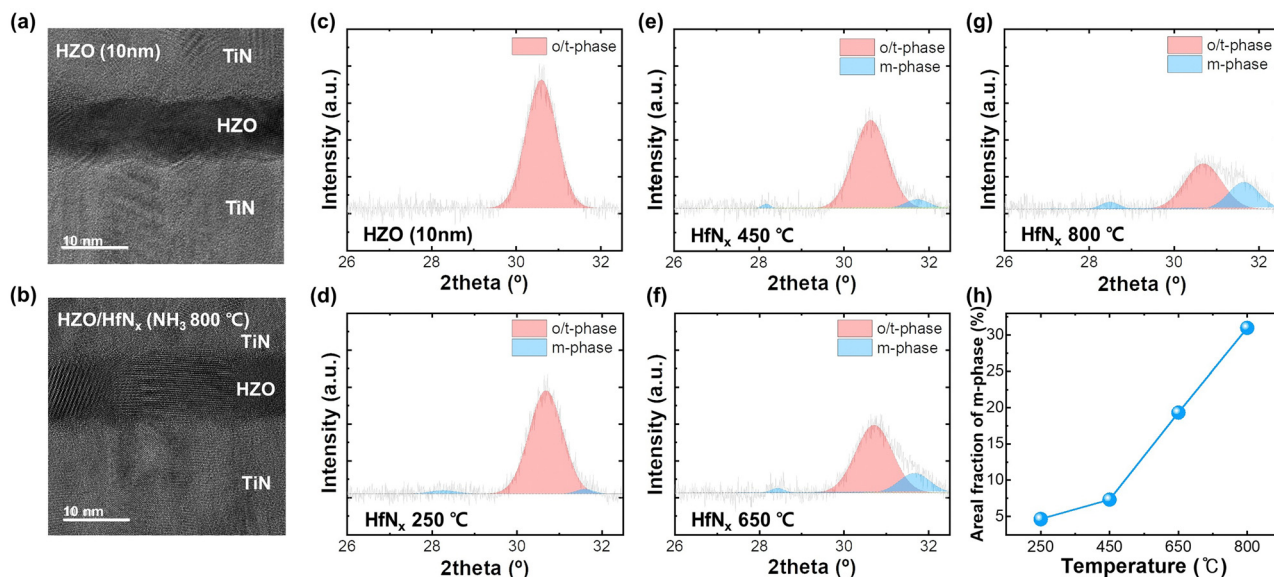 (a)
HZO (10nm)
TiN
HZO
TiN
10 nm
(b)
HZO/HfNₓ (NH₃ 800 ℃)
TiN
HZO
TiN
10 nm
(c)
o/t-phase
Intensity (a.u.)
HZO (10nm)
26 28 30 32
2theta (º)
(d)
o/t-phase
m-phase
Intensity (a.u.)
HfNₓ 250 ℃
26 28 30 32
2theta (º)
(e)
o/t-phase
m-phase
Intensity (a.u.)
HfNₓ 450 ℃
26 28 30 32
2theta (º)
(f)
o/t-phase
m-phase
Intensity (a.u.)
HfNₓ 650 ℃
26 28 30 32
2theta (º)
(g)
o/t-phase
m-phase
Intensity (a.u.)
HfNₓ 800 ℃
26 28 30 32
2theta (º)
(h)
Areal fraction of m-phase (%)
30
25
20
15
10
5
250 450 650 800
Temperature (℃)